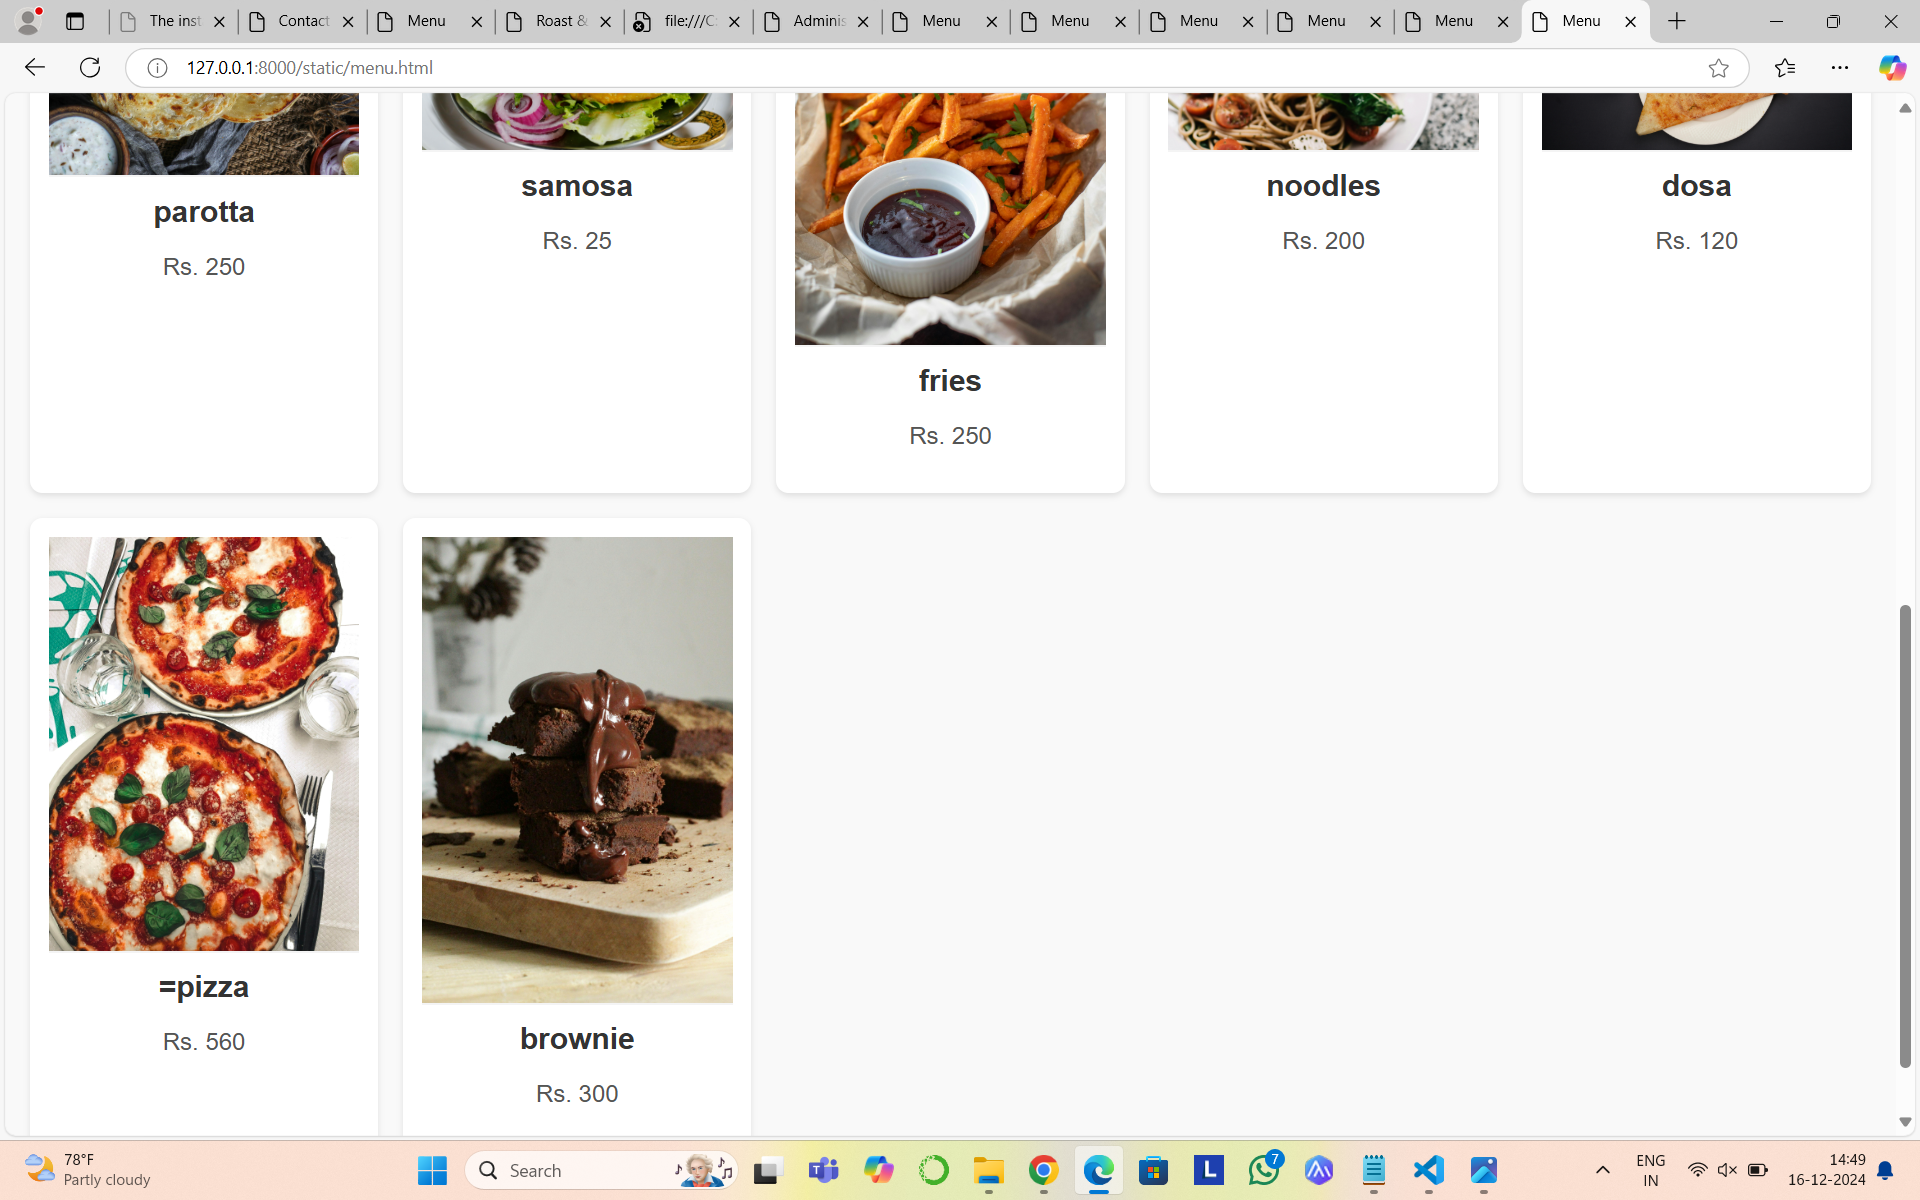 The inst
Contact
Menu
Roast &
file:///C:
Adminis
Menu
Menu
Menu
Menu
Menu
Menu
127.0.0.1:8000/static/menu.html
parotta
Rs. 250
samosa
Rs. 25
fries
Rs. 250
noodles
Rs. 200
dosa
Rs. 120
=pizza
Rs. 560
brownie
Rs. 300
78°F
Partly cloudy
Search
L
7
ENG
IN
14:49
16-12-2024